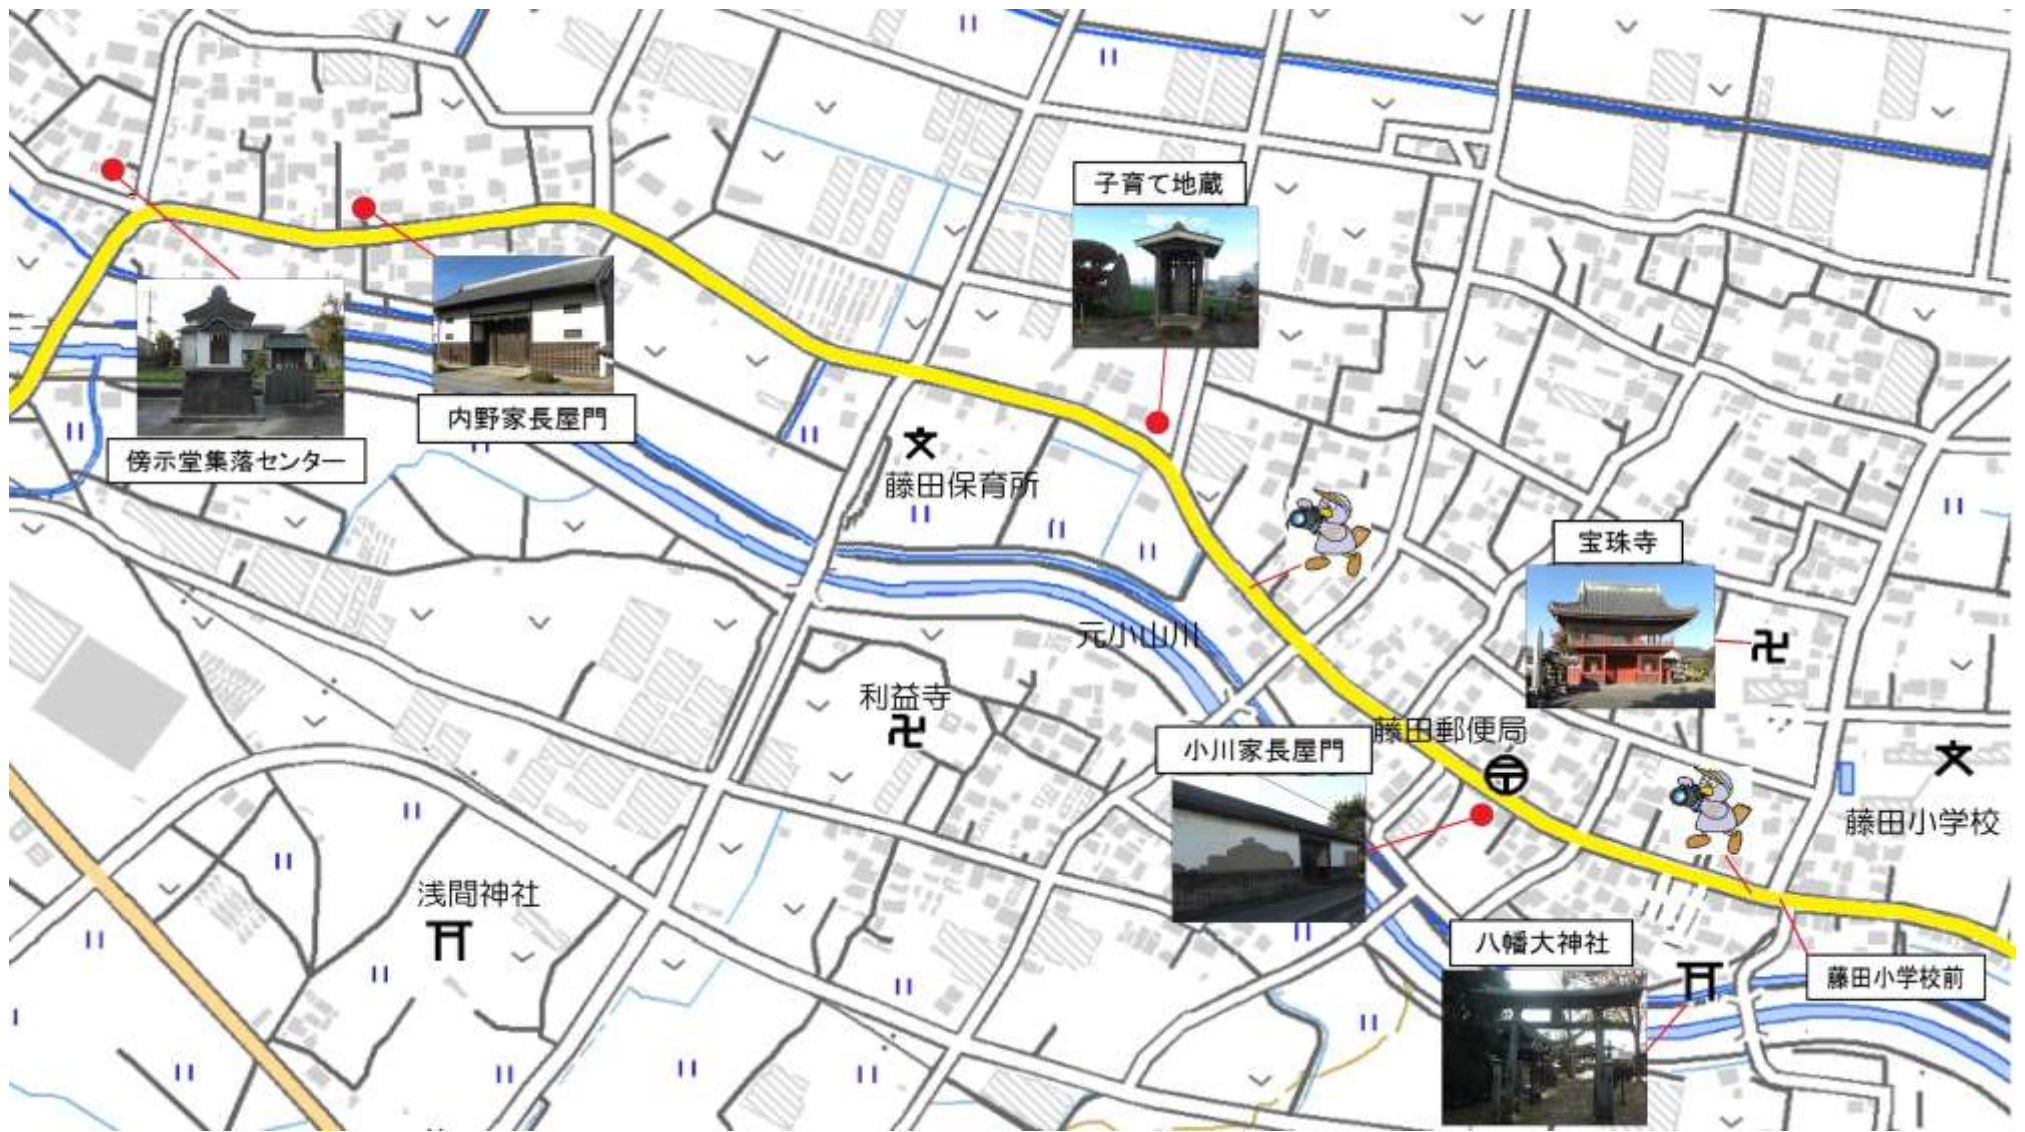 子育て地蔵
内野家長屋門
傍示堂集落センター
藤田保育所
宝珠寺
元小山川
利益寺
藤田郵便局
小川家長屋門
藤田小学校
浅間神社
八幡大神社
藤田小学校前